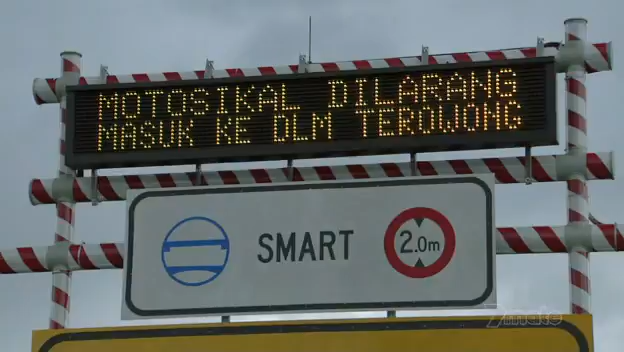 MOTOSIKAL DILARANG
MASUK KE DLM TEROWONG
SMART
2.0m